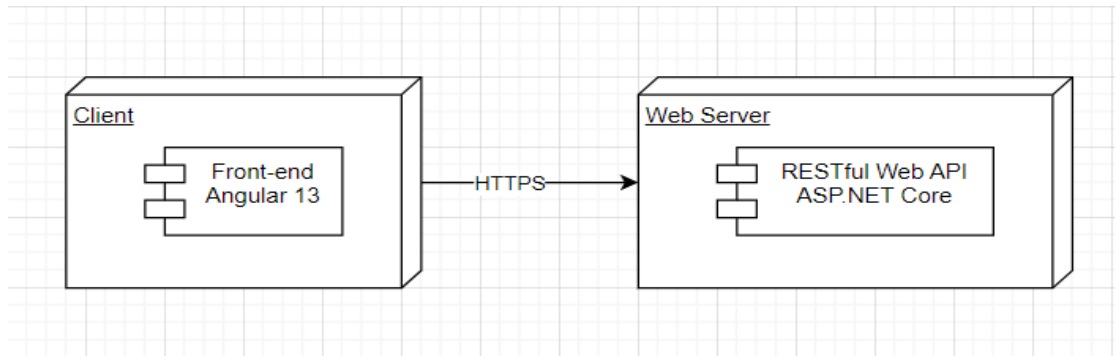 Client
Front-end
Angular 13
HTTPS
Web Server
RESTful Web API
ASP.NET Core